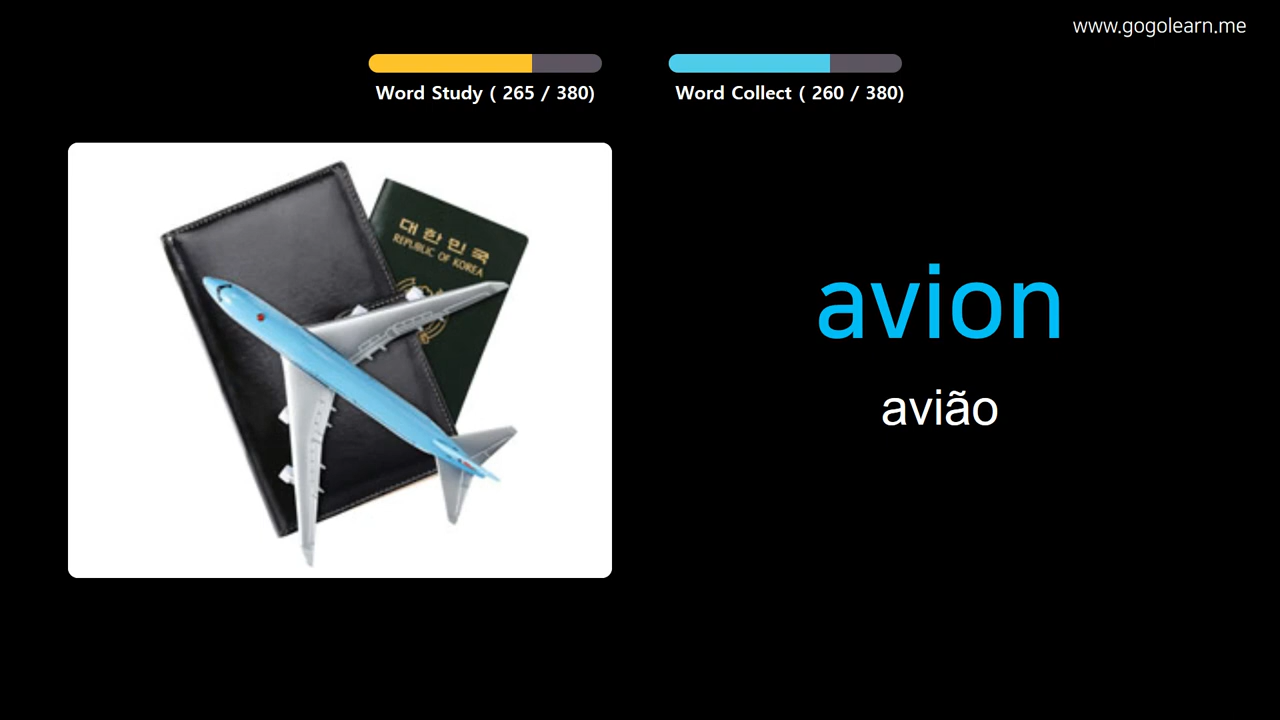 www.gogolearn.me
Word Study ( 265 / 380)
Word Collect ( 260 / 380)
대한민국
REPUBLIC OF KOREA
avion
avião